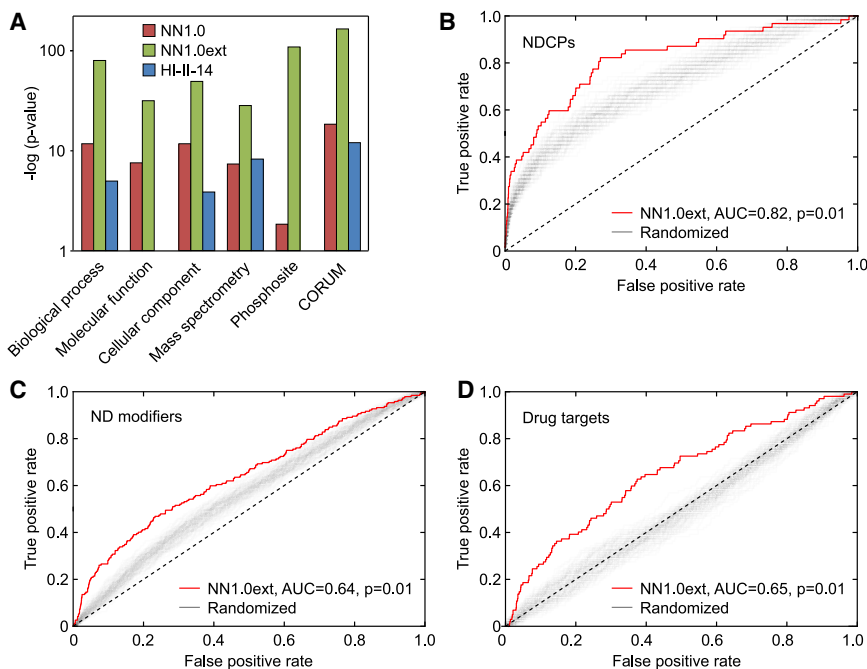 A
NN1.0
NN1.0ext
HI-II-14
100
10
1
-log (p-value)
Biological process
Molecular function
Cellular component
Mass spectrometry
Phosphosite
CORUM
B
NDCPs
1.0
0.8
0.6
0.4
0.2
0
True positive rate
NN1.0ext, AUC=0.82, p=0.01
Randomized
0 0.2 0.4 0.6 0.8 1.0
False positive rate
C
ND modifiers
1.0
0.8
0.6
0.4
0.2
0
True positive rate
NN1.0ext, AUC=0.64, p=0.01
Randomized
0 0.2 0.4 0.6 0.8 1.0
False positive rate
D
Drug targets
1.0
0.8
0.6
0.4
0.2
0
True positive rate
NN1.0ext, AUC=0.65, p=0.01
Randomized
0 0.2 0.4 0.6 0.8 1.0
False positive rate